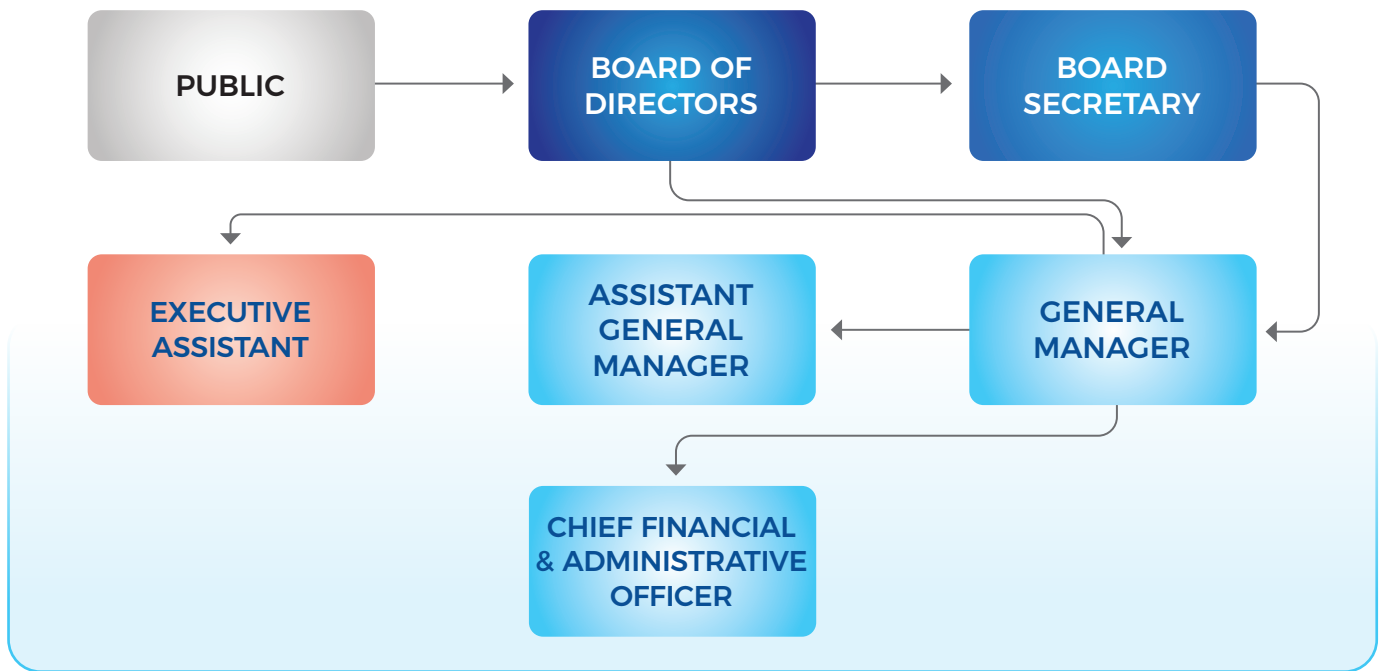 PUBLIC
BOARD OF
DIRECTORS
BOARD
SECRETARY
EXECUTIVE
ASSISTANT
ASSISTANT
GENERAL
MANAGER
GENERAL
MANAGER
CHIEF FINANCIAL
& ADMINISTRATIVE
OFFICER